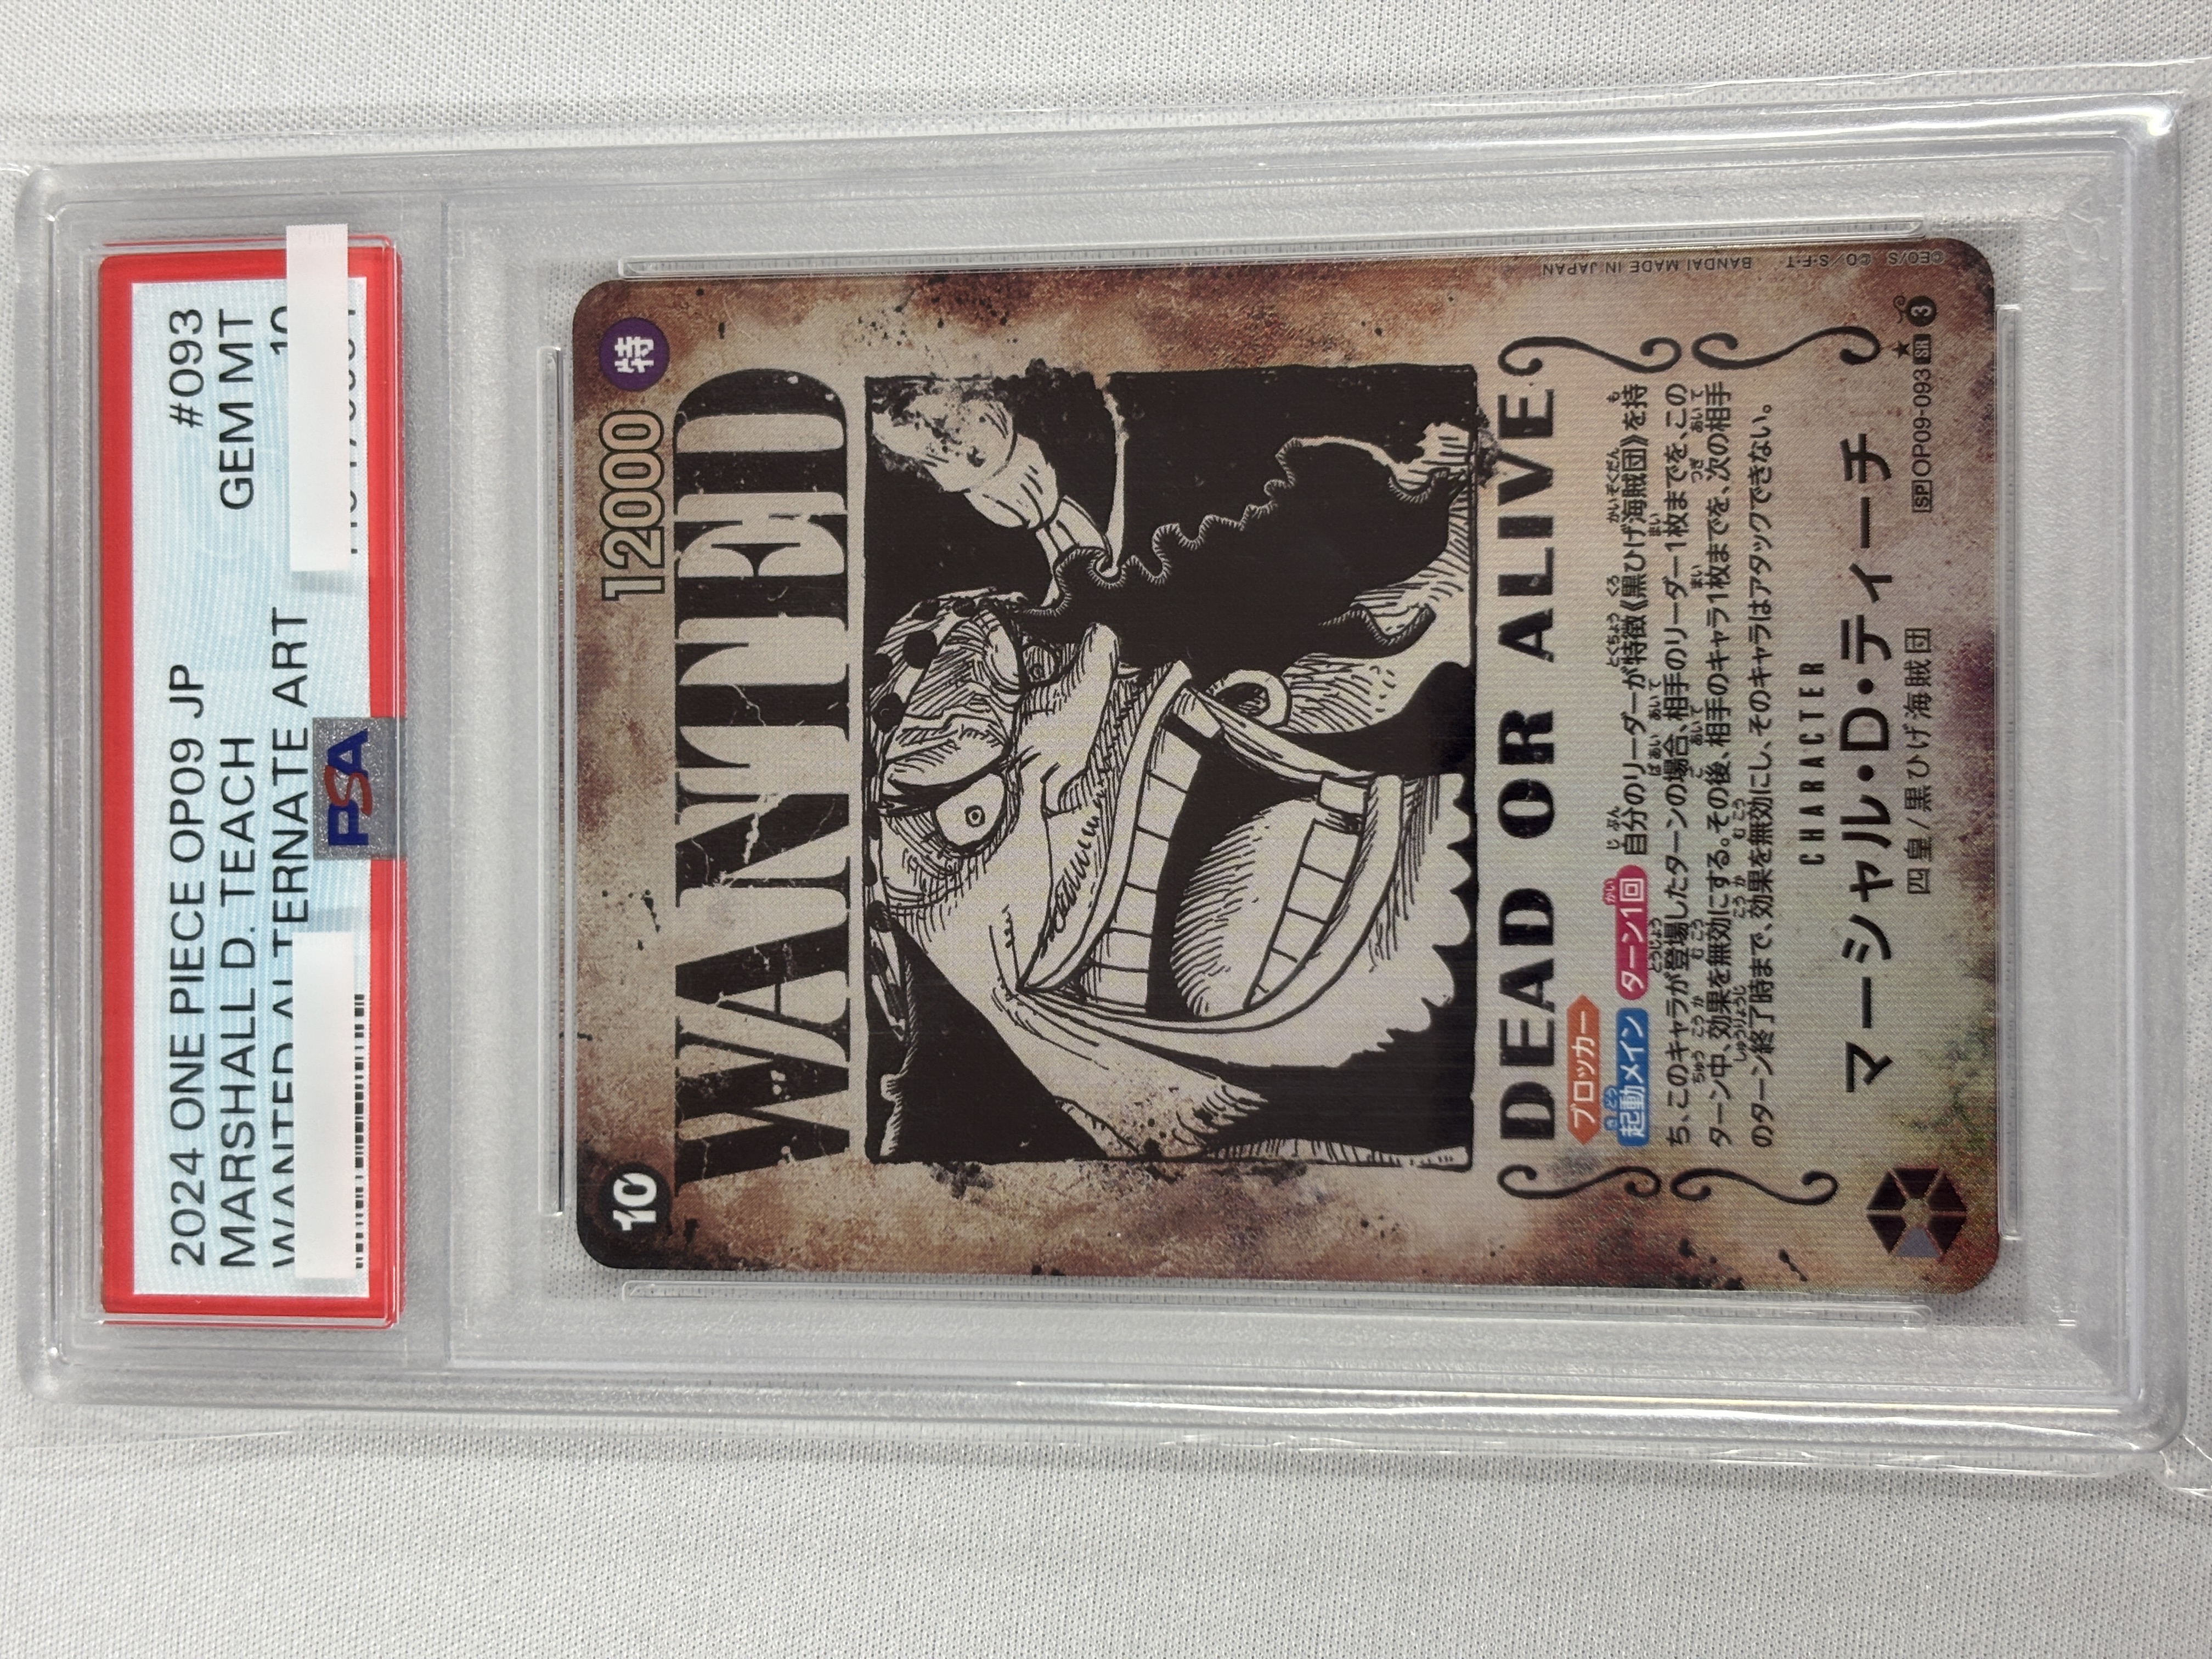 2024 ONE PIECE OP09 JP #093
MARSHALL D. TEACH GEM MT
WANTED ALTERNATE ART 10
PSA
10 12000 特
WANTED
DEAD OR ALIVE
ブロッカー
起動メイン ターン1回 自分のリーダーが特徴《黒ひげ海賊団》を持
ち、このキャラが登場したターンの場合、相手のリーダー1枚までを、この
ターン中、効果を無効にする。その後、相手のキャラ1枚までを、次の相手
のターン終了時まで、効果を無効にし、そのキャラはアタックできない。
CHARACTER
マーシャル・D・ティーチ
四皇/黒ひげ海賊団
SP OP09-093 ★ SR 3
©EO/S ©O/S・F・T BANDAI MADE IN JAPAN